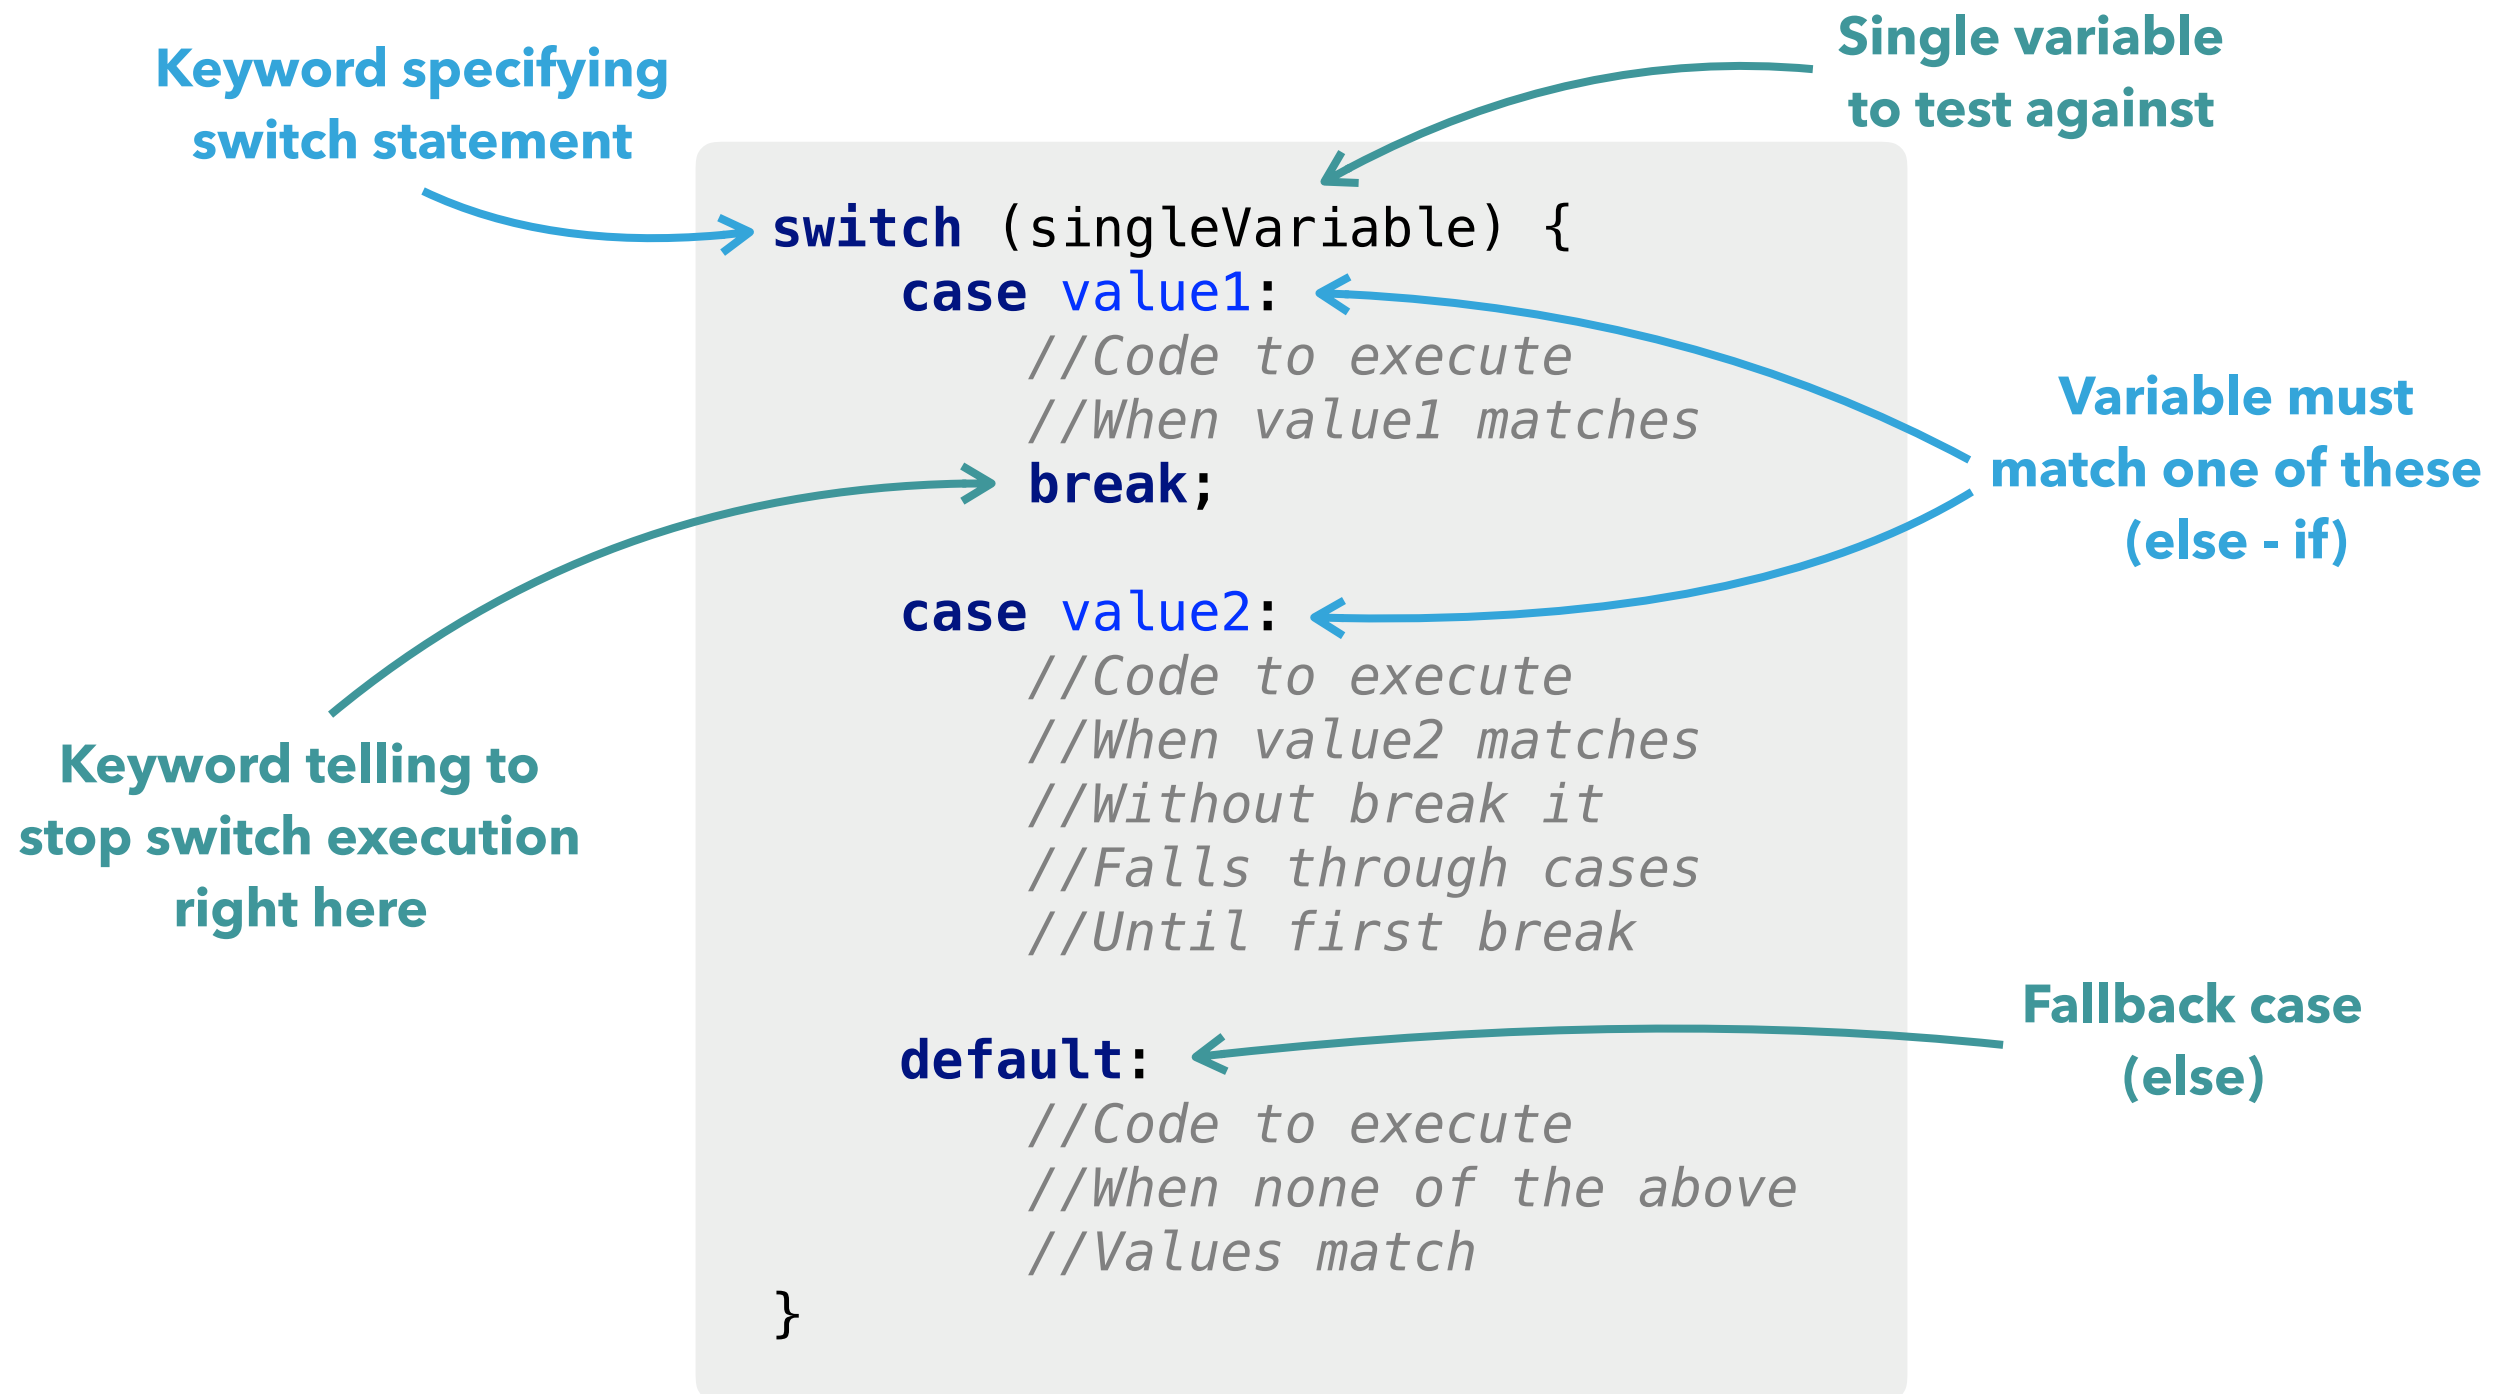 Keyword specifying
switch statement
Single variable
to test against
switch (singleVariable) {
case value1:
//Code to execute
//When value1 matches
break;
Variable must
match one of these
(else - if)
case value2:
//Code to execute
//When value2 matches
//Without break it
//Falls through cases
//Until first break
Keyword telling to
stop switch execution
right here
default:
//Code to execute
//When none of the above
//Values match
}
Fallback case
(else)